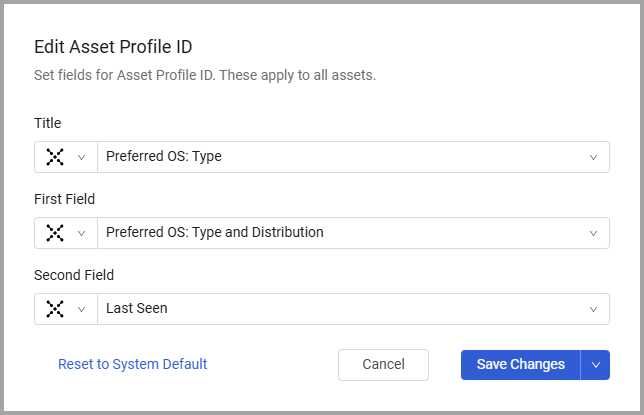 Edit Asset Profile ID
Set fields for Asset Profile ID. These apply to all assets.
Title
Preferred OS: Type
First Field
Preferred OS: Type and Distribution
Second Field
Last Seen
Reset to System Default
Cancel
Save Changes